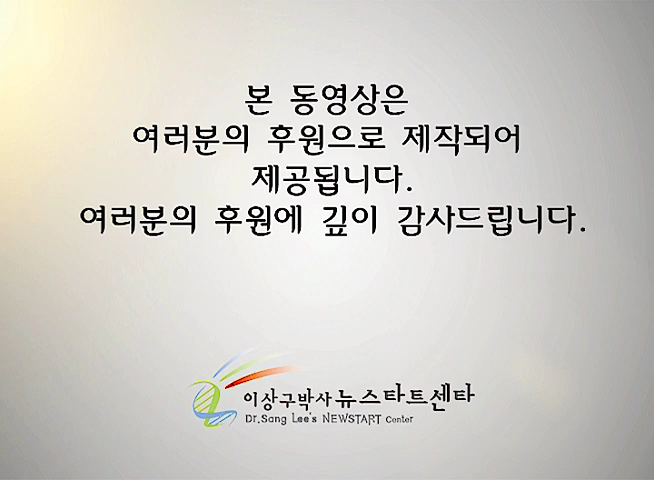 본 동영상은
여러분의 후원으로 제작되어
제공됩니다.
여러분의 후원에 깊이 감사드립니다.
이상구박사 뉴스타트센타
Dr.Sang Lee's NEWSTART Center